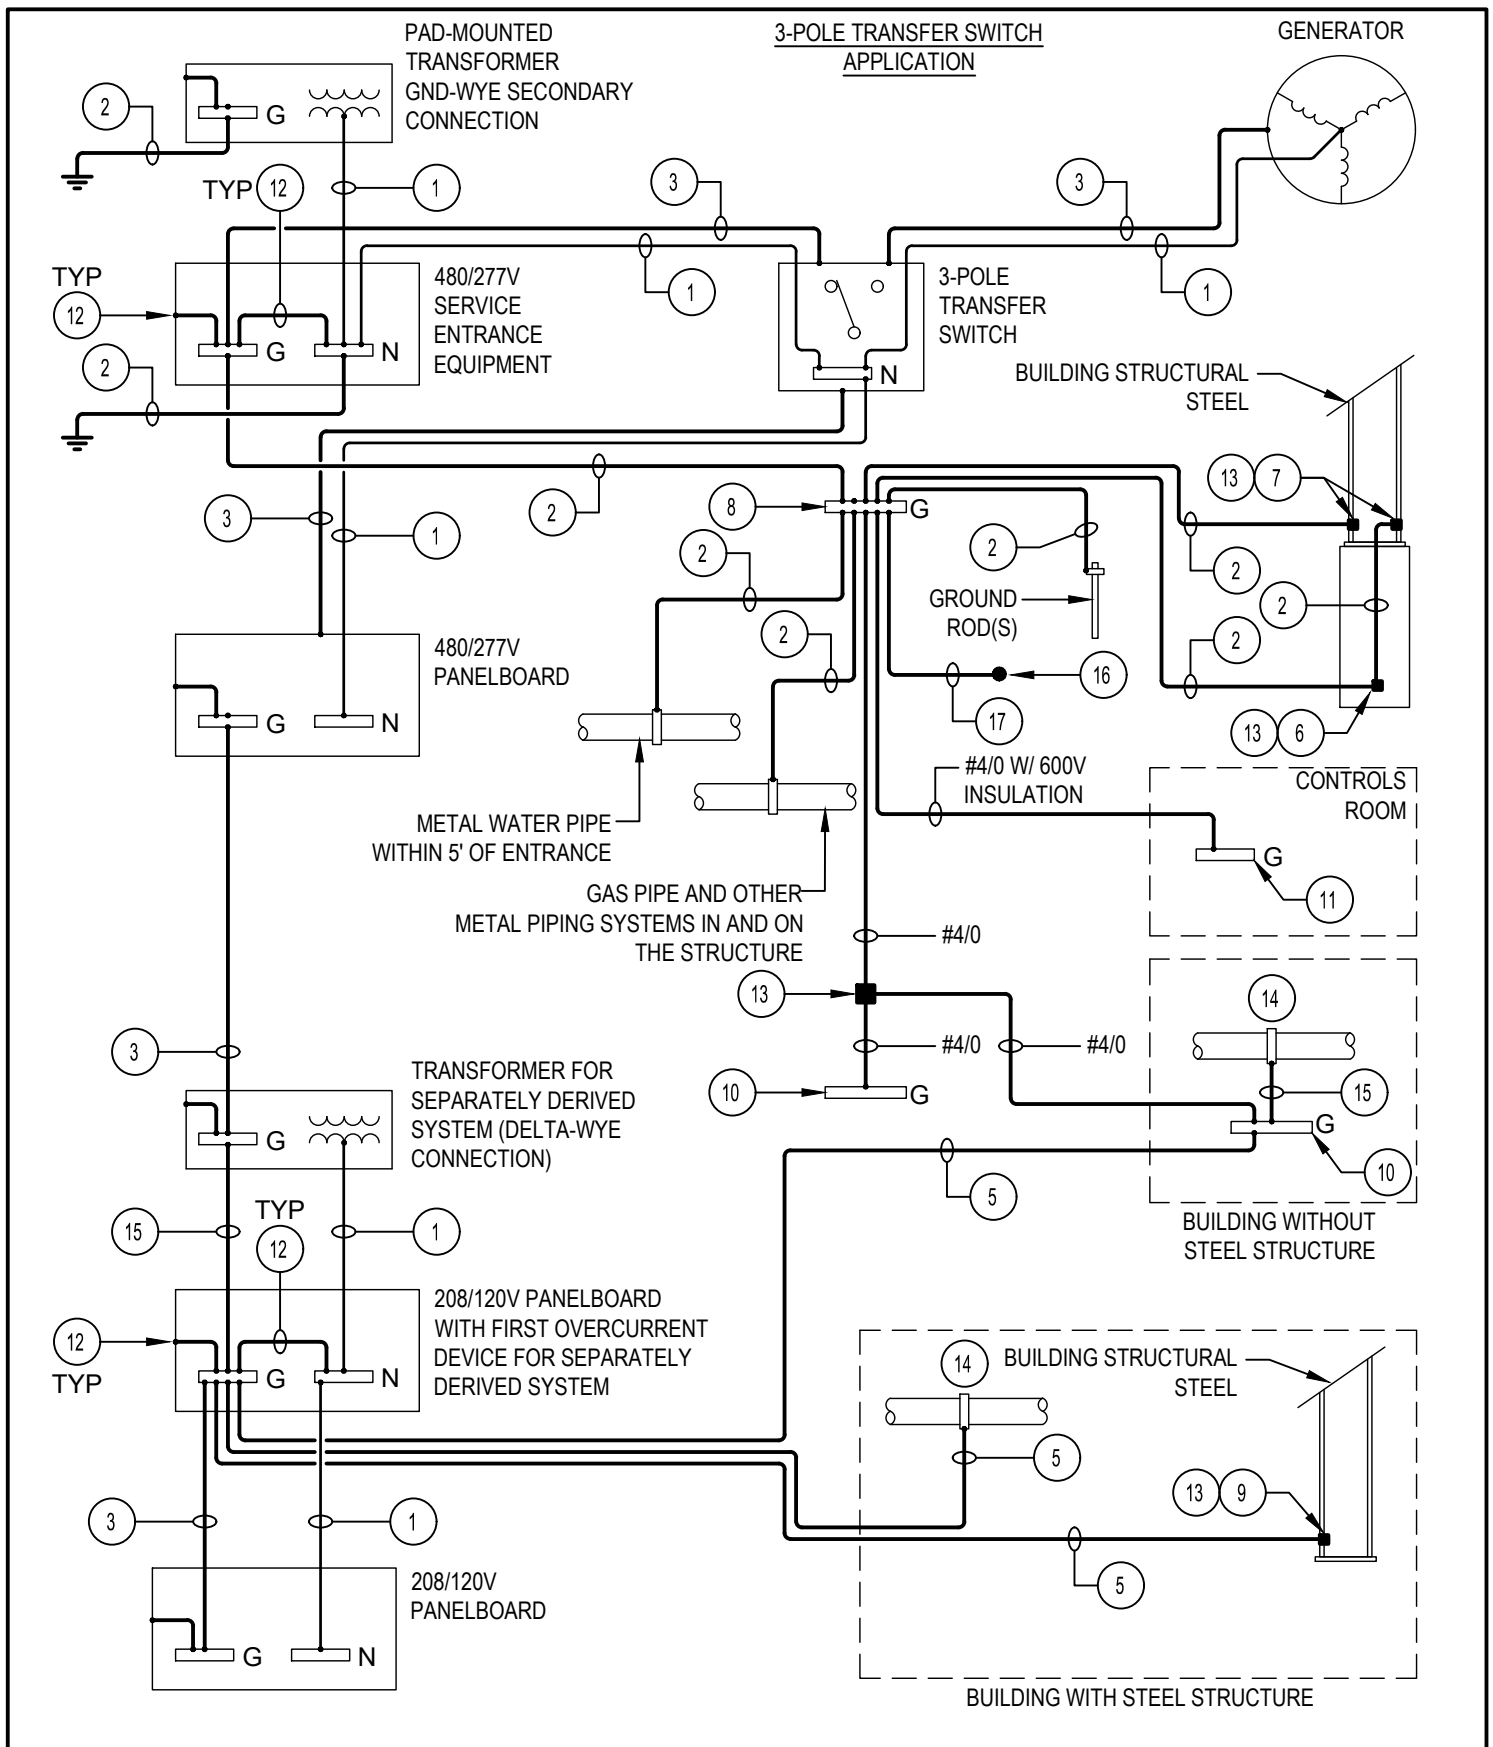 PAD-MOUNTED
TRANSFORMER
GND-WYE SECONDARY
CONNECTION
3-POLE TRANSFER SWITCH
APPLICATION
GENERATOR
2
G
TYP
12
1
3
3
TYP
12
G
N
480/277V
SERVICE
ENTRANCE
EQUIPMENT
1
3-POLE
TRANSFER
SWITCH
N
1
2
BUILDING STRUCTURAL
STEEL
13
7
3
1
2
8
G
2
2
2
GROUND
ROD(S)
2
2
2
16
17
13
6
480/277V
PANELBOARD
G
N
METAL WATER PIPE
WITHIN 5' OF ENTRANCE
GAS PIPE AND OTHER
METAL PIPING SYSTEMS IN AND ON
THE STRUCTURE
#4/0 W/ 600V
INSULATION
CONTROLS
ROOM
G
11
#4/0
13
#4/0
#4/0
10
G
14
15
G
10
BUILDING WITHOUT
STEEL STRUCTURE
3
TRANSFORMER FOR
SEPARATELY DERIVED
SYSTEM (DELTA-WYE
CONNECTION)
G
15
TYP
12
1
5
12
TYP
G
N
208/120V PANELBOARD
WITH FIRST OVERCURRENT
DEVICE FOR SEPARATELY
DERIVED SYSTEM
14
BUILDING STRUCTURAL
STEEL
5
13
9
5
BUILDING WITH STEEL STRUCTURE
3
1
208/120V
PANELBOARD
G
N